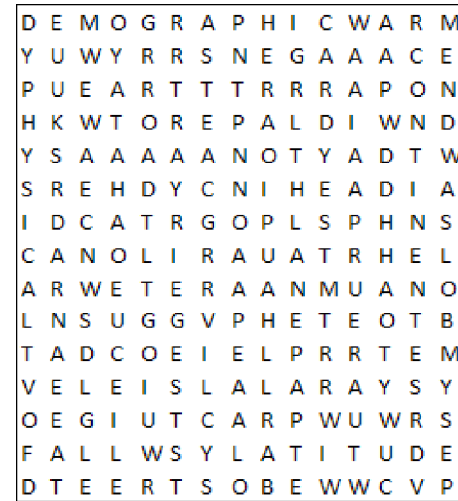 D E M O G R A P H I C W A R M
Y U W Y R R S N E G A A A C E
P U E A R T T T R R R A P O N
H K W T O R E P A L D I W N D
Y S A A A A A N O T Y A D T W
S R E H D Y C N I H E A D I A
I D C A T R G O P L S P H N S
C A N O L I R A U A T R H E L
A R W E T E R A A N M U A N O
L N S U G G V P H E T E O T B
T A D C O E I E L P R R T E M
V E L E I S L A L A R A Y S Y
O E G I U T C A R P W U W R S
F A L L W S Y L A T I T U D E
D T E E R T S O B E W W C V P